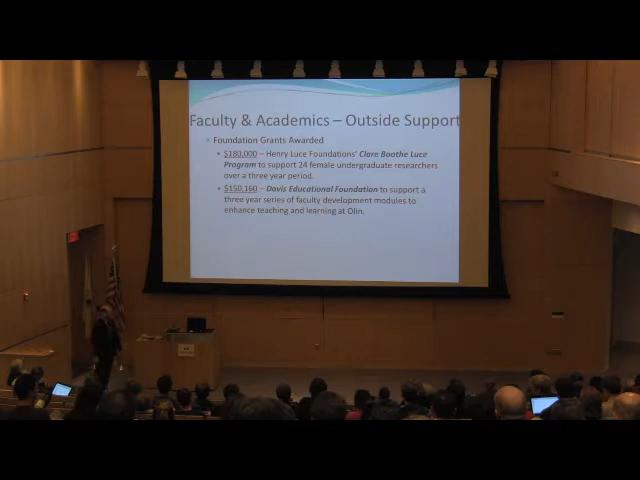 Faculty & Academics – Outside Support
Foundation Grants Awarded
$180,000 – Henry Luce Foundations' Clare Boothe Luce
Program to support 24 female undergraduate researchers
over a three year period.
$150,160 – Davis Educational Foundation to support a
three year series of faculty development modules to
enhance teaching and learning at Olin.